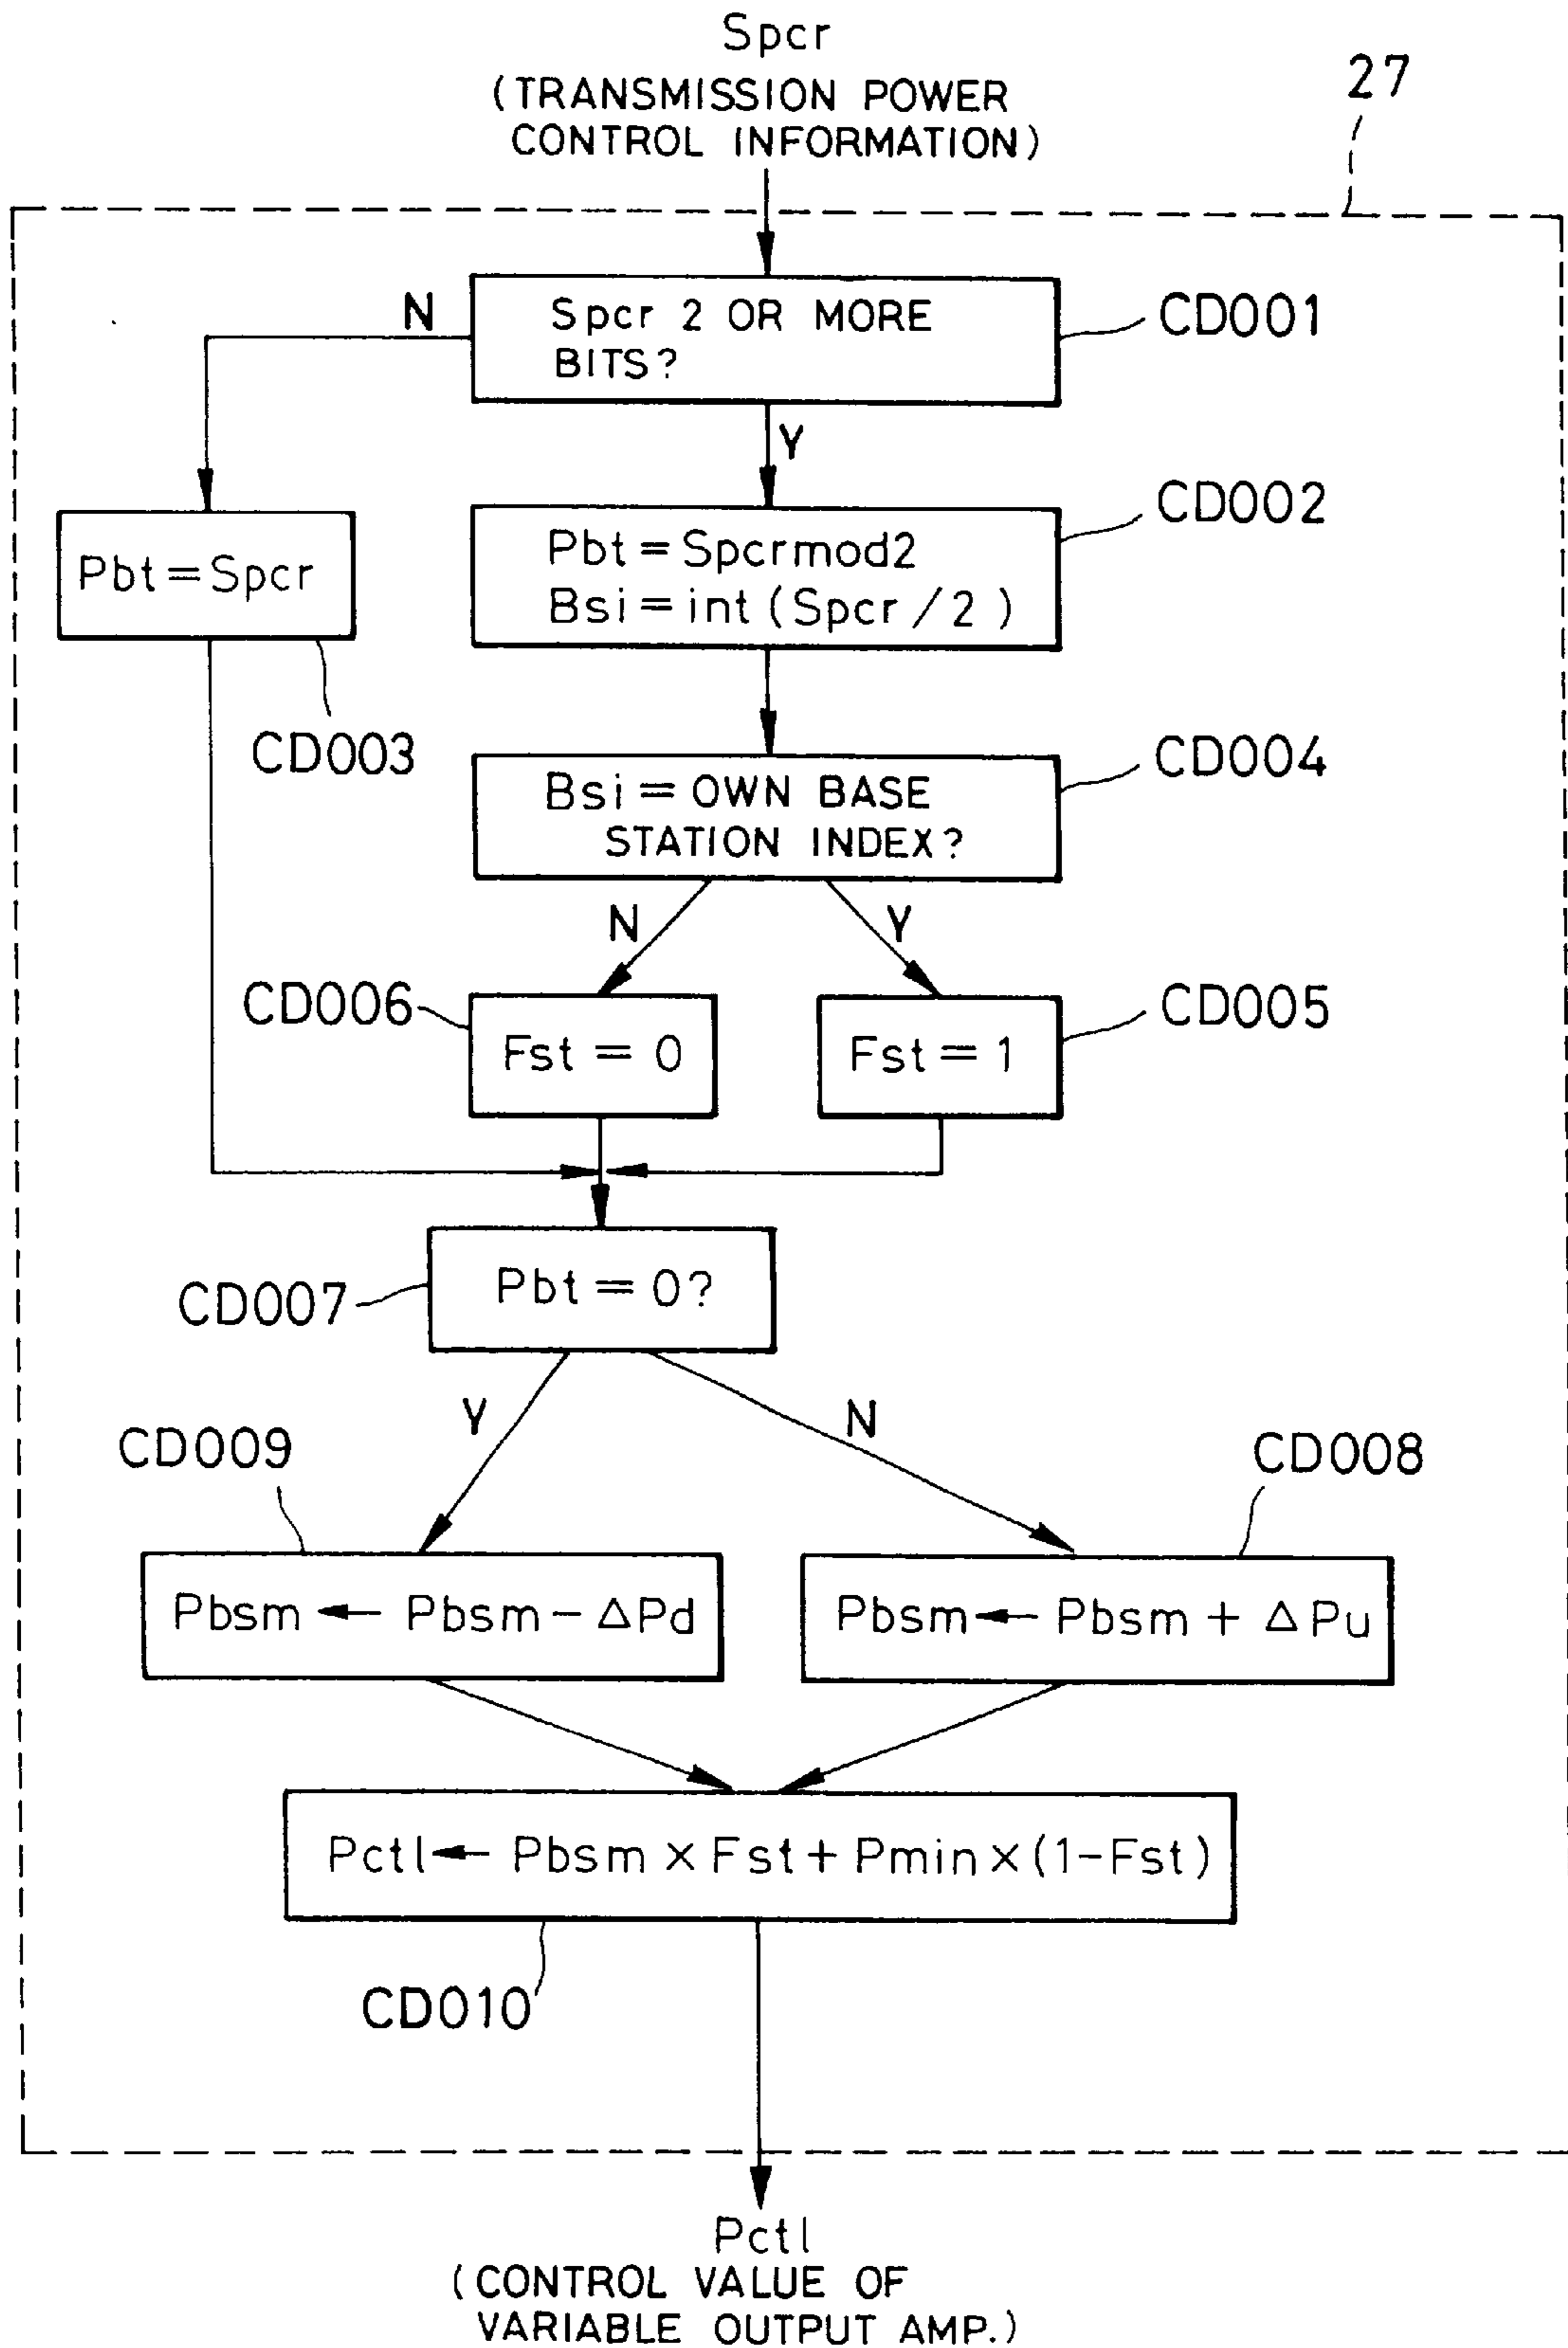 Spcr
(TRANSMISSION POWER
CONTROL INFORMATION)
27
N
Spcr 2 OR MORE
BITS?
CD001
Y
CD002
Pbt=Spcr
Pbt=Spcrmod2
Bsi=int(Spcr/2)
CD003
CD004
Bsi=OWN BASE
STATION INDEX?
N
Y
CD006
CD005
Fst = 0
Fst = 1
Pbt = 0?
CD007
Y
N
CD009
CD008
Pbsm ← Pbsm - ΔPd
Pbsm ← Pbsm + ΔPu
Pctl ← Pbsm × Fst + Pmin × (1-Fst)
CD010
Pctl
(CONTROL VALUE OF
VARIABLE OUTPUT AMP.)